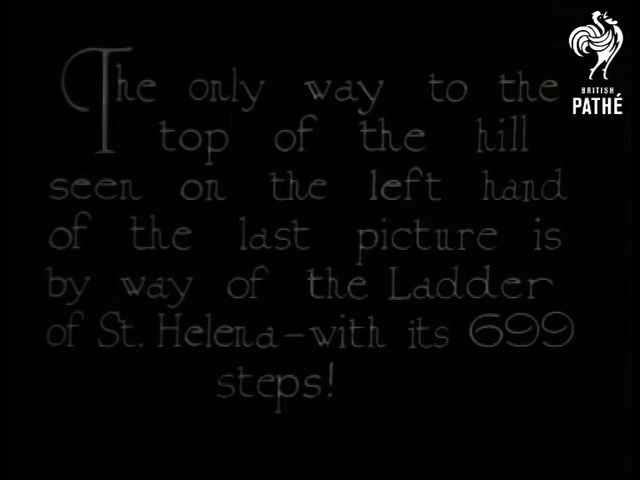 The only way to the
top of the hill
seen on the left hand
of the last picture is
by way of the Ladder
of St. Helena - with its 699
steps!
BRITISH
PATHÉ